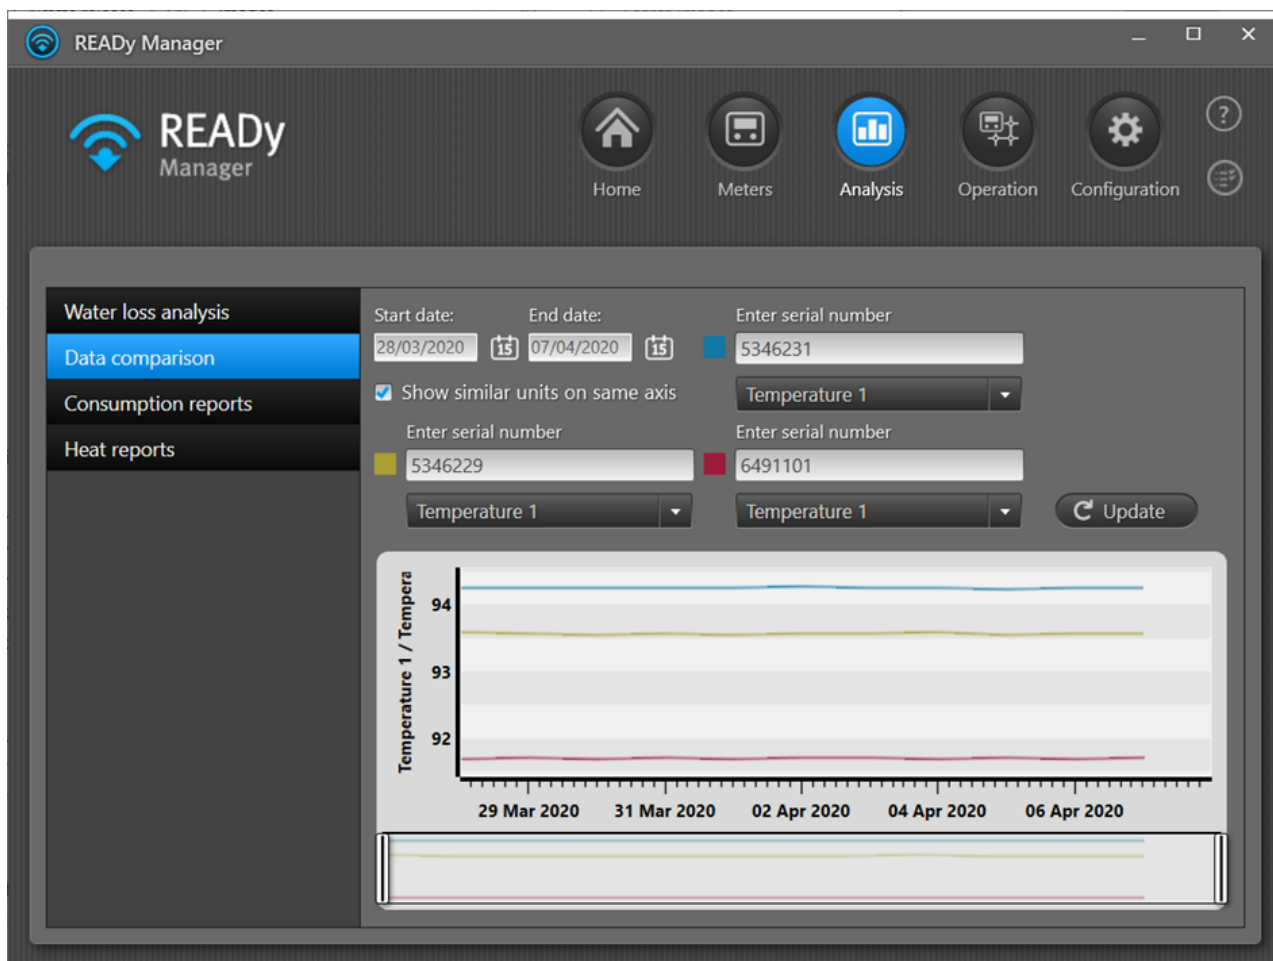 READy Manager
READy
Manager
Home
Meters
Analysis
Operation
Configuration
?
Water loss analysis
Data comparison
Consumption reports
Heat reports
Start date:
End date:
Enter serial number
28/03/2020
15
07/04/2020
15
5346231
Show similar units on same axis
Temperature 1
Enter serial number
Enter serial number
5346229
6491101
Temperature 1
Temperature 1
Update
Temperature 1 / Tempera
94
93
92
29 Mar 2020
31 Mar 2020
02 Apr 2020
04 Apr 2020
06 Apr 2020